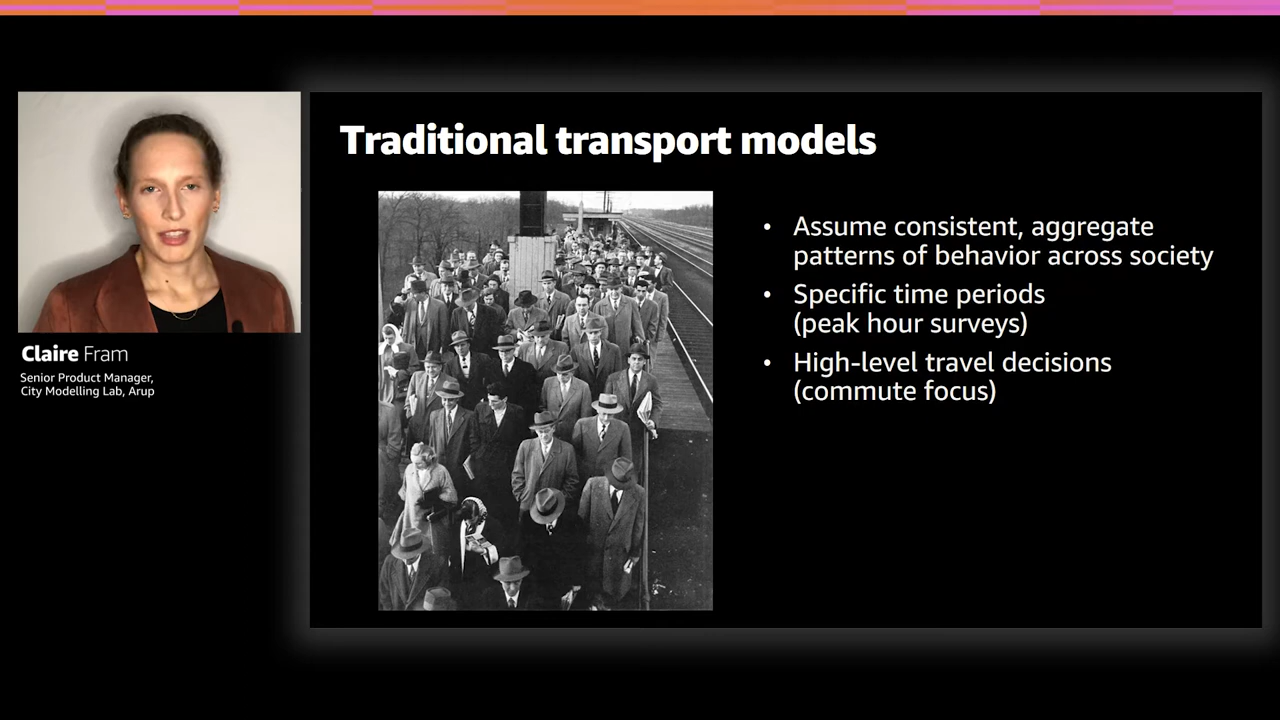 Traditional transport models
Claire Fram
Senior Product Manager,
City Modelling Lab, Arup
• Assume consistent, aggregate
patterns of behavior across society
• Specific time periods
(peak hour surveys)
• High-level travel decisions
(commute focus)